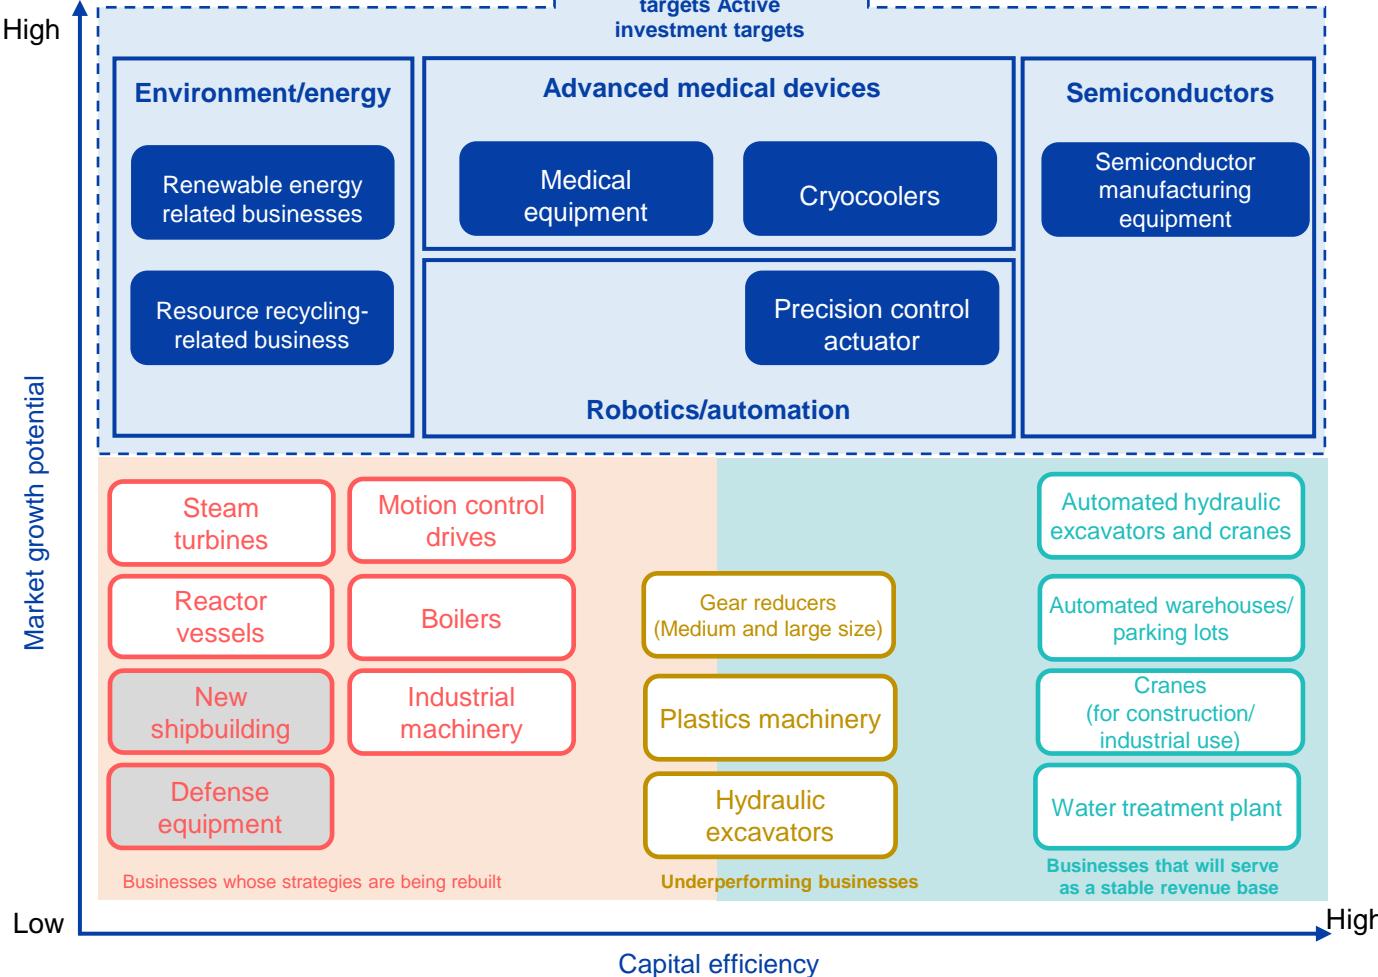 targets Active
investment targets
High
Environment/energy
Advanced medical devices
Semiconductors
Renewable energy
related businesses
Medical
equipment
Cryocoolers
Semiconductor
manufacturing
equipment
Resource recycling-
related business
Precision control
actuator
Robotics/automation
Market growth potential
Steam
turbines
Motion control
drives
Automated hydraulic
excavators and cranes
Reactor
vessels
Boilers
Gear reducers
(Medium and large size)
Automated warehouses/
parking lots
New
shipbuilding
Industrial
machinery
Plastics machinery
Cranes
(for construction/
industrial use)
Defense
equipment
Hydraulic
excavators
Water treatment plant
Businesses whose strategies are being rebuilt
Underperforming businesses
Businesses that will serve
as a stable revenue base
Low
High
Capital efficiency